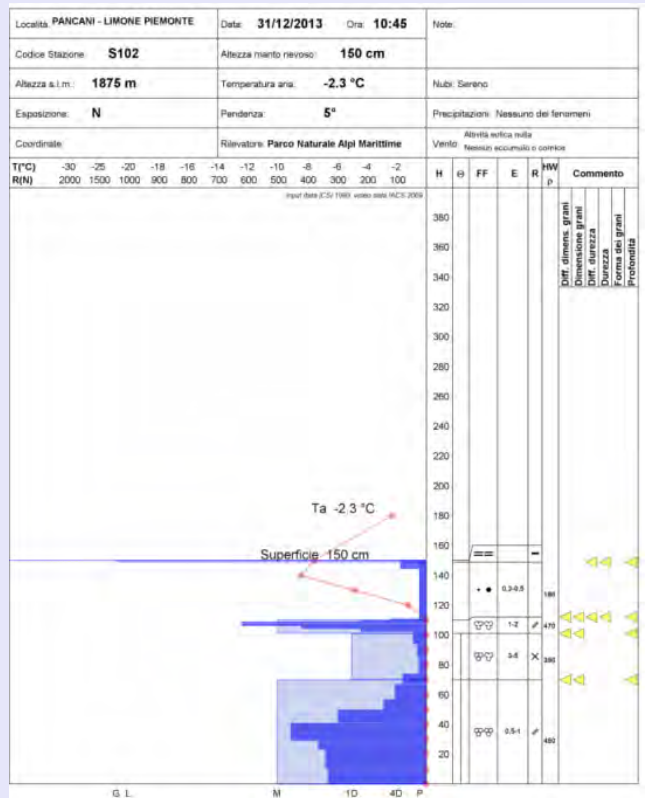 Località: PANCANI - LIMONE PIEMONTE
Data: 31/12/2013 Ora: 10:45
Note:
Codice Stazione: S102
Altezza manto nevoso: 150 cm
Altezza s.l.m.: 1875 m
Temperatura aria: -2.3 °C
Nubi: Sereno
Esposizione: N
Pendenza: 5°
Precipitazioni: Nessuno dei fenomeni
Coordinate:
Rilevatore: Parco Naturale Alpi Marittime
Vento: Attività eolica nulla
Nessun accumulo o cornice
T(°C) -30 -25 -20 -18 -16 -14 -12 -10 -8 -6 -4 -2
R(N) 2000 1500 1000 900 800 700 600 500 400 300 200 100
H Θ FF E R HW ρ Commento
Diff. dimens. grani
Dimensione grani
Diff. durezza
Durezza
Forma dei grani
Profondità
380
360
340
320
300
280
260
240
220
200
Ta -2.3 °C
180
160
Superficie 150 cm
140
0,3-0,5
120
1-2 470
100
80
60
40
0,5-1
20
G L M 1D 4D P